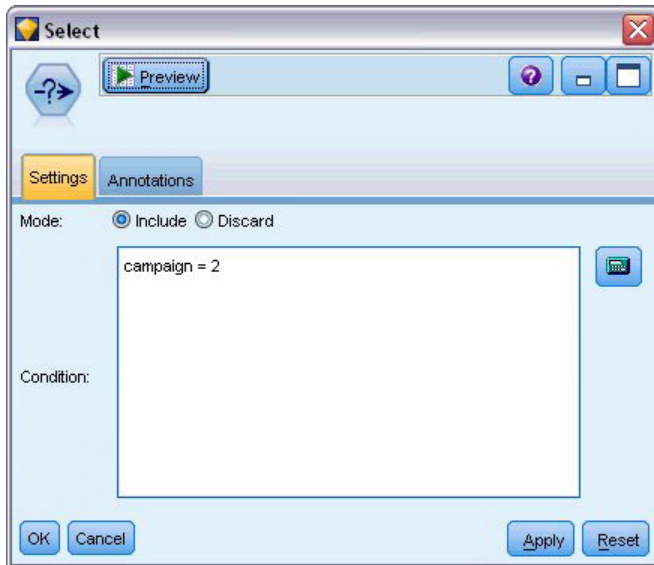 Select
Preview
Settings Annotations
Mode: Include Discard
campaign = 2
Condition:
OK Cancel Apply Reset